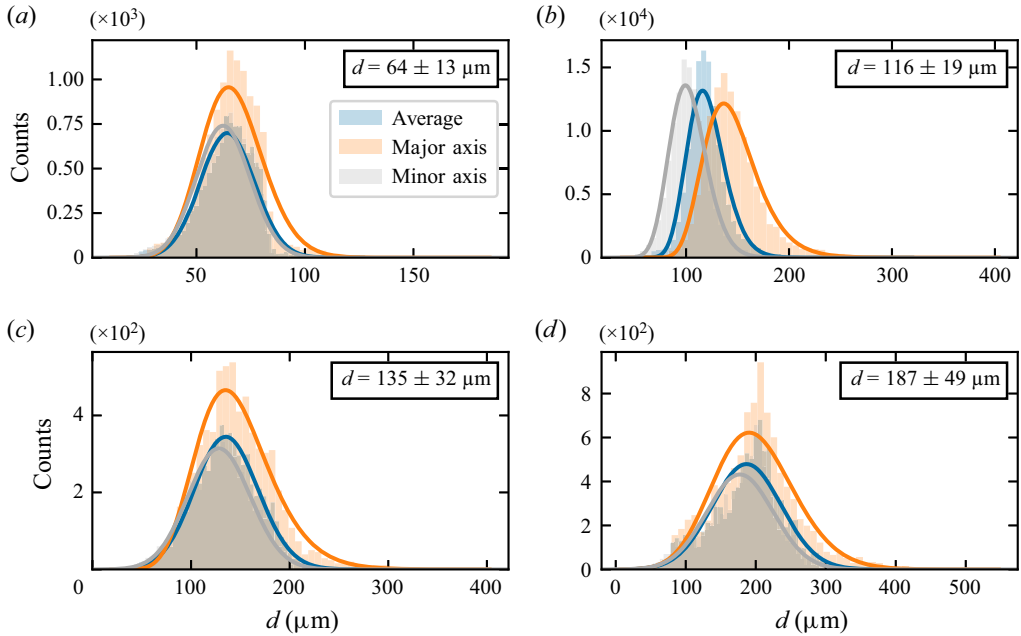 (a)
(×10³)
1.00
0.75
0.50
0.25
0
Counts
50
100
150
d = 64 ± 13 µm
Average
Major axis
Minor axis
(b)
(×10⁴)
1.5
1.0
0.5
0
100
200
300
400
d = 116 ± 19 µm
(c)
(×10²)
4
2
Counts
0
100
200
300
400
d (µm)
d = 135 ± 32 µm
(d)
(×10²)
8
6
4
2
0
0
100
200
300
400
500
d (µm)
d = 187 ± 49 µm